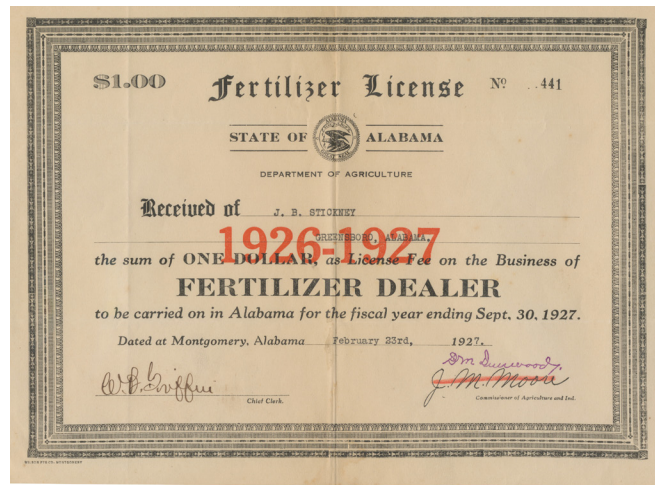 $1.00 Fertilizer License Nº 441
STATE OF ALABAMA
DEPARTMENT OF AGRICULTURE
Received of J. B. STICKNEY
GREENSBORO, ALABAMA,
1926-1927
the sum of ONE DOLLAR, as License Fee on the Business of
FERTILIZER DEALER
to be carried on in Alabama for the fiscal year ending Sept. 30, 1927.
Dated at Montgomery, Alabama February 23rd, 1927.
W. B. Griffin J. M. Moore
Chief Clerk. Commissioner of Agriculture and Ind.